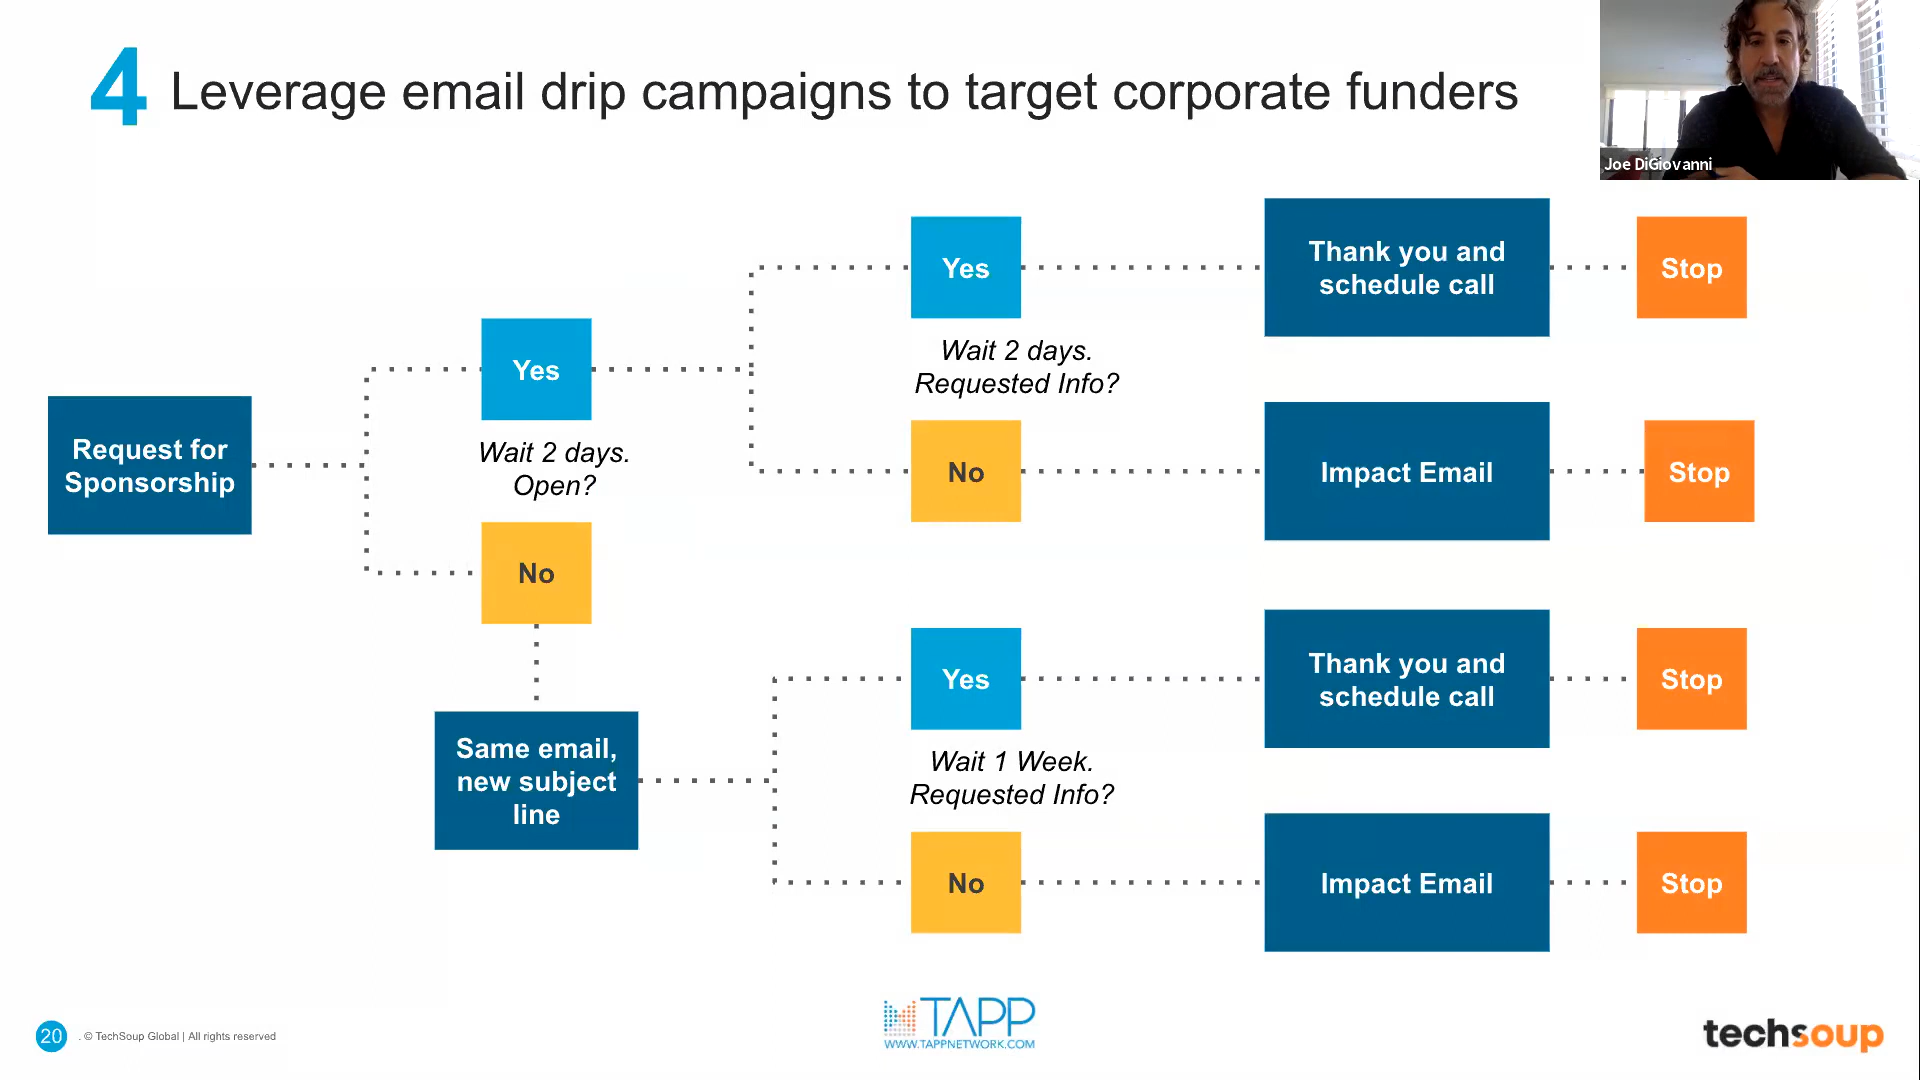 4 Leverage email drip campaigns to target corporate funders
Joe DiGiovanni
Request for
Sponsorship
Yes
Wait 2 days.
Open?
No
Same email,
new subject
line
Yes
Wait 2 days.
Requested Info?
No
Thank you and
schedule call
Stop
Impact Email
Stop
Yes
Wait 1 Week.
Requested Info?
No
Thank you and
schedule call
Stop
Impact Email
Stop
20
. © TechSoup Global | All rights reserved
TAPP
WWW.TAPPNETWORK.COM
techsoup